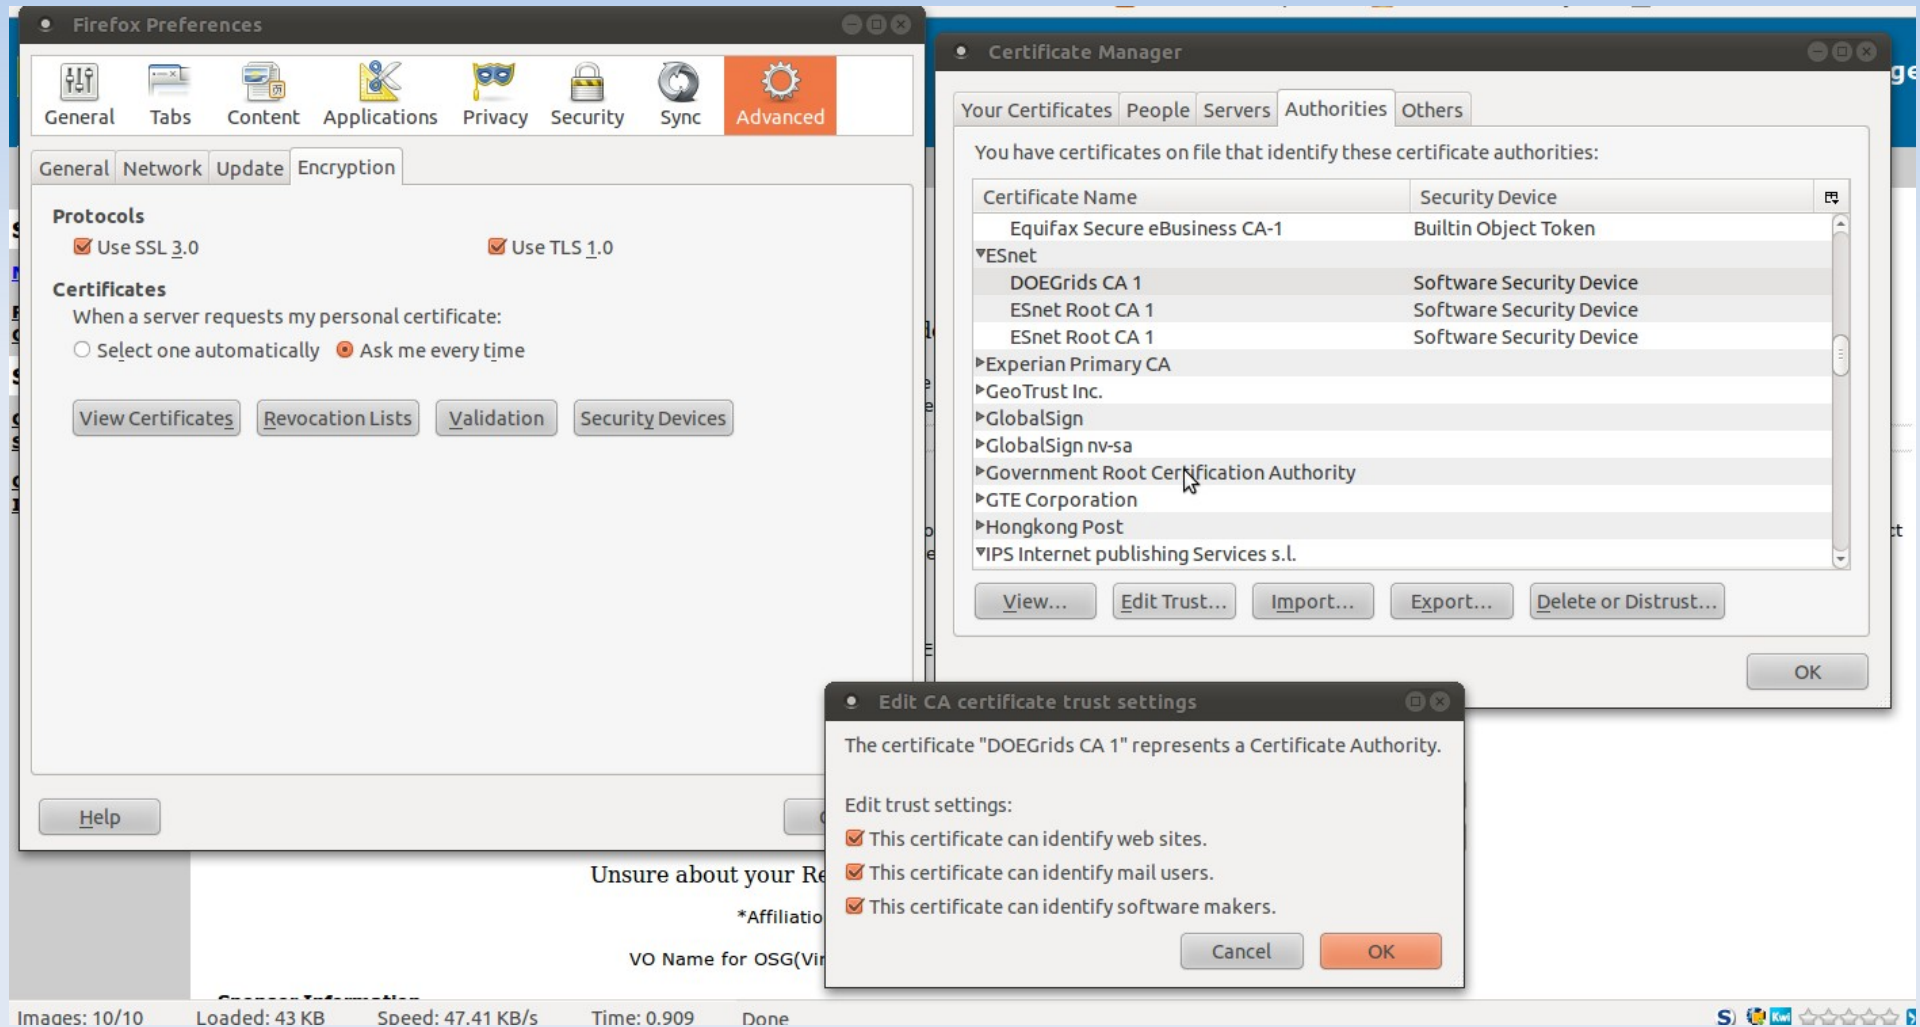 Firefox Preferences
General
Tabs
Content
Applications
Privacy
Security
Sync
Advanced
General
Network
Update
Encryption
Protocols
Use SSL 3.0
Use TLS 1.0
Certificates
When a server requests my personal certificate:
Select one automatically
Ask me every time
View Certificates
Revocation Lists
Validation
Security Devices
Help
Certificate Manager
Your Certificates
People
Servers
Authorities
Others
You have certificates on file that identify these certificate authorities:
Certificate Name
Security Device
Equifax Secure eBusiness CA-1
Builtin Object Token
ESnet
DOEGrids CA 1
Software Security Device
ESnet Root CA 1
Software Security Device
ESnet Root CA 1
Software Security Device
Experian Primary CA
GeoTrust Inc.
GlobalSign
GlobalSign nv-sa
Government Root Certification Authority
GTE Corporation
Hongkong Post
IPS Internet publishing Services s.l.
View...
Edit Trust...
Import...
Export...
Delete or Distrust...
OK
Edit CA certificate trust settings
The certificate "DOEGrids CA 1" represents a Certificate Authority.
Edit trust settings:
This certificate can identify web sites.
This certificate can identify mail users.
This certificate can identify software makers.
Cancel
OK
Unsure about your Re
*Affiliatio
VO Name for OSG(Vir
Sponsor Information
Images: 10/10
Loaded: 43 KB
Speed: 47.41 KB/s
Time: 0.909
Done